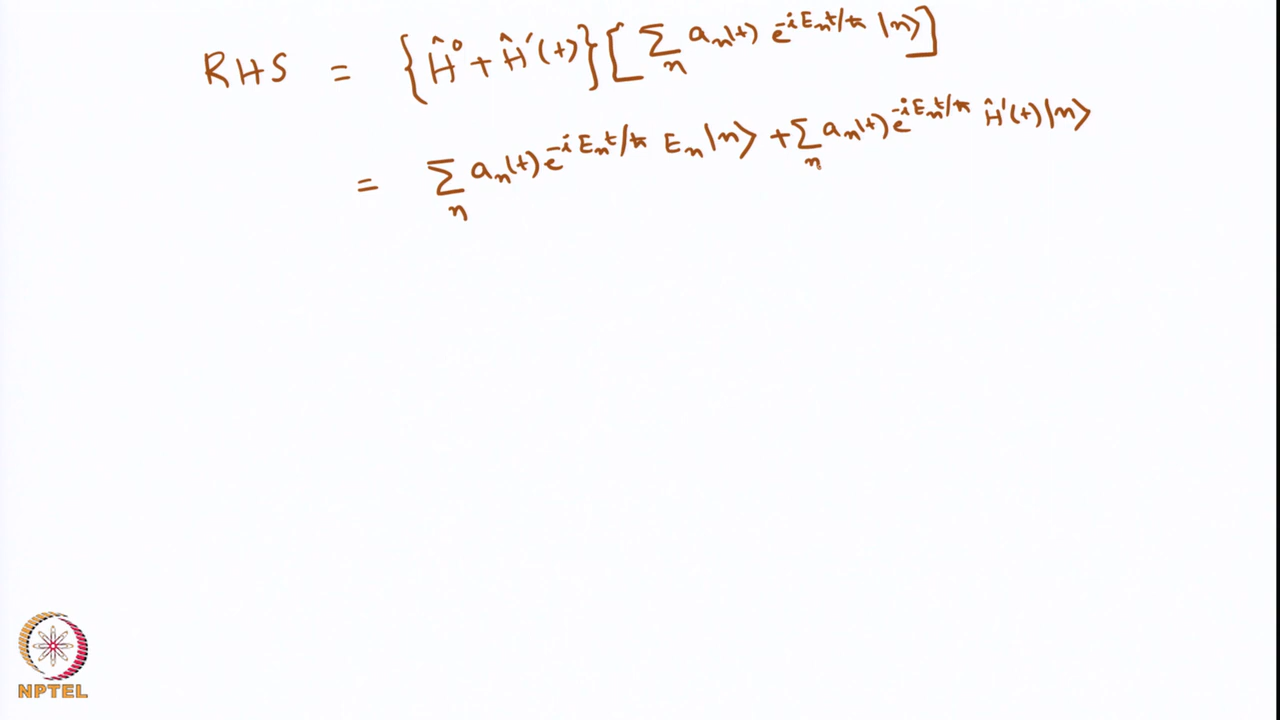 RHS = {Ĥ⁰ + Ĥ′(t)}[∑ₙ aₙ(t) e^{-iEₙt/ħ} |n⟩]
= ∑ₙ aₙ(t) e^{-iEₙt/ħ} Eₙ|n⟩ + ∑ₙ aₙ(t) e^{-iEₙt/ħ} Ĥ′(t)|n⟩
NPTEL